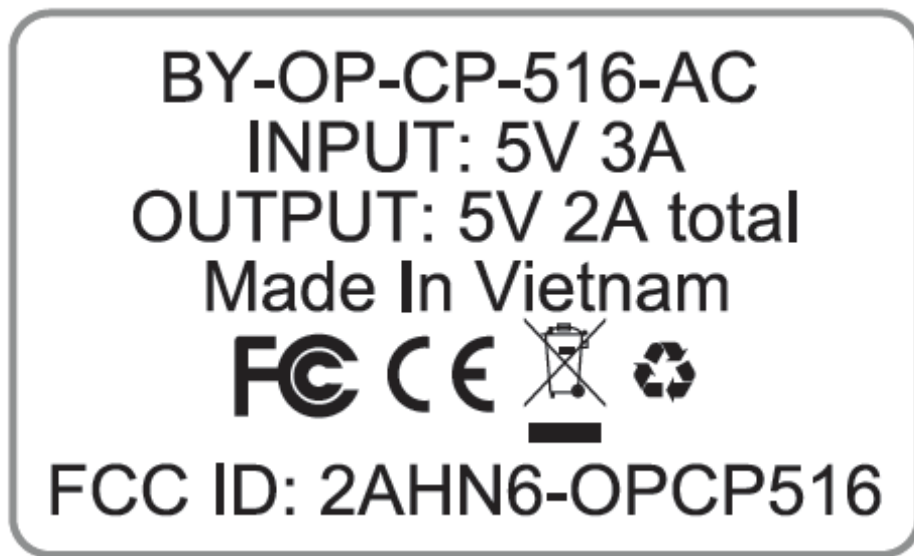 BY-OP-CP-516-AC
INPUT: 5V 3A
OUTPUT: 5V 2A total
Made In Vietnam
FC CE
FCC ID: 2AHN6-OPCP516